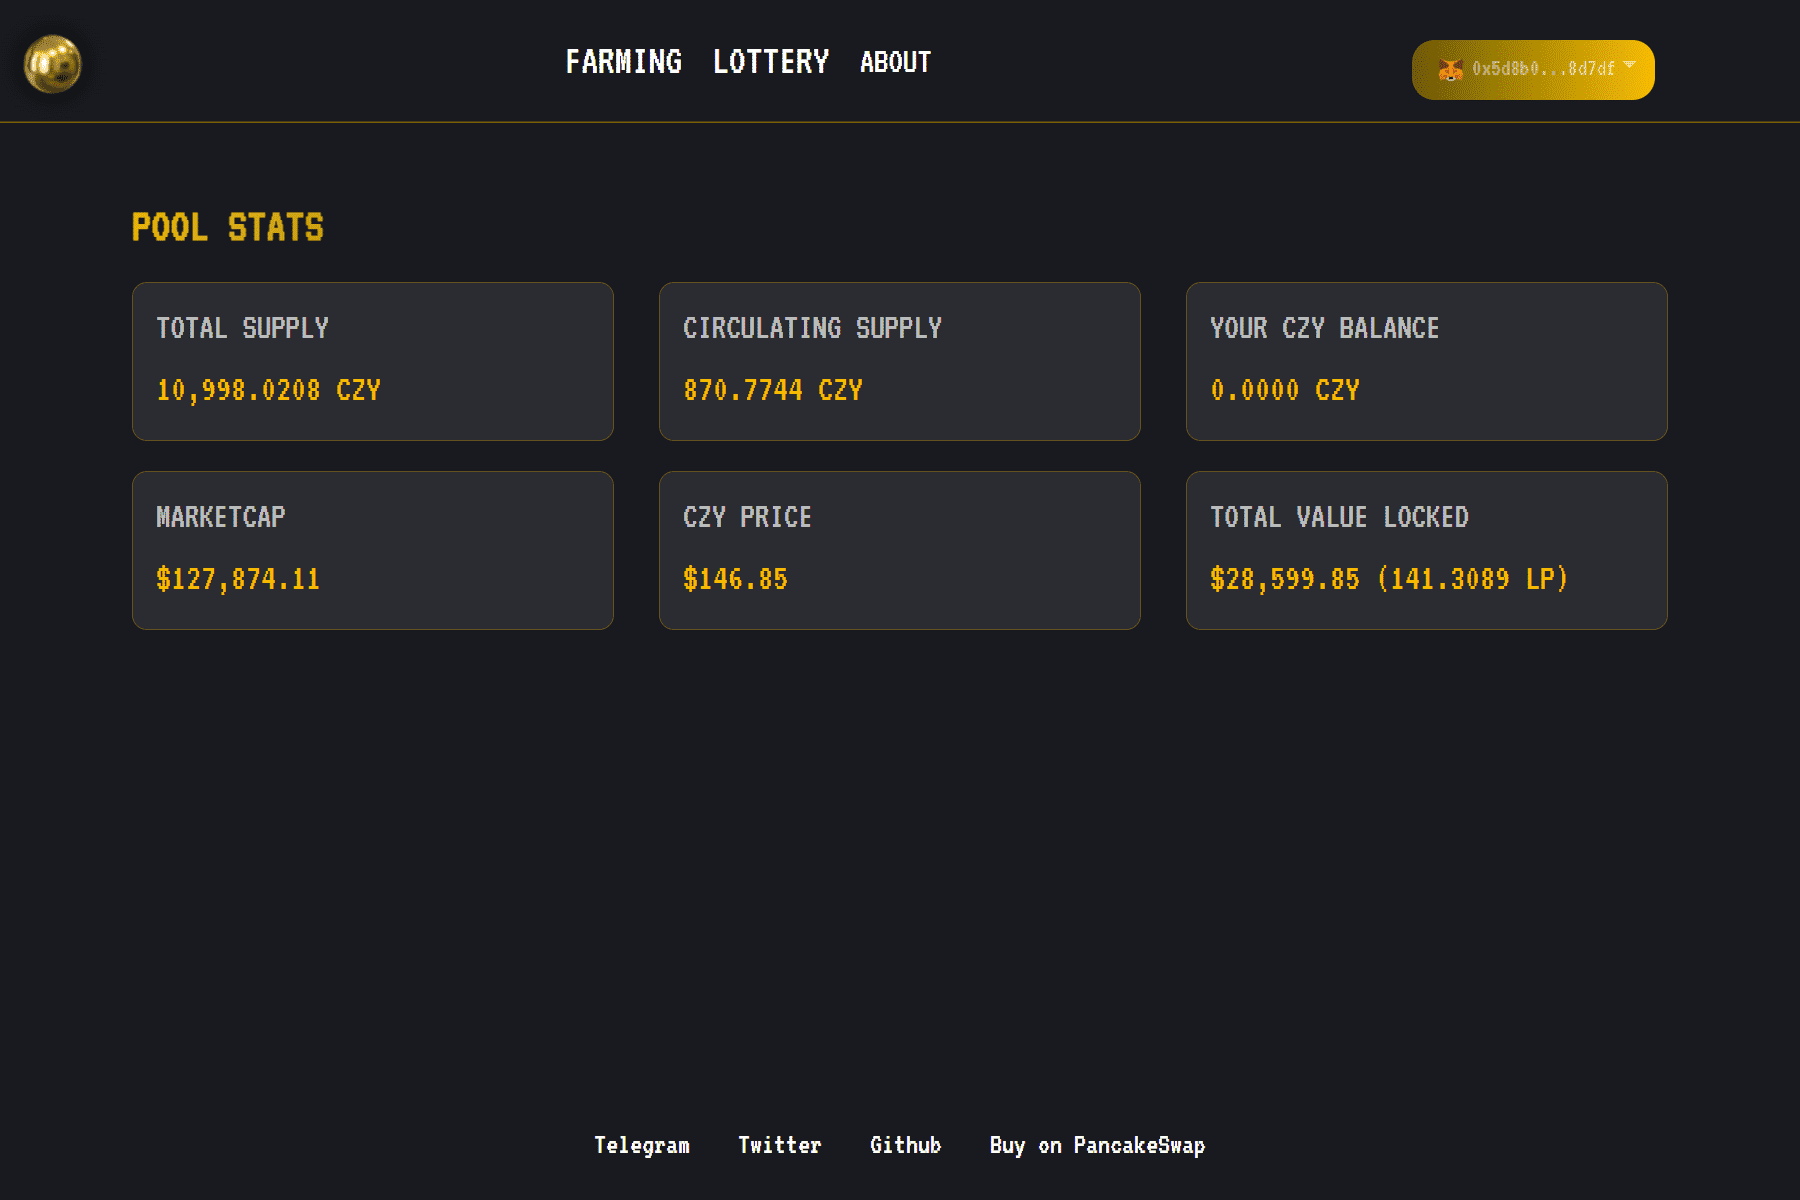 FARMING LOTTERY ABOUT 0x5d8b0...8d7df
POOL STATS
TOTAL SUPPLY
10,998.0208 CZY
CIRCULATING SUPPLY
870.7744 CZY
YOUR CZY BALANCE
0.0000 CZY
MARKETCAP
$127,874.11
CZY PRICE
$146.85
TOTAL VALUE LOCKED
$28,599.85 (141.3089 LP)
Telegram Twitter Github Buy on PancakeSwap